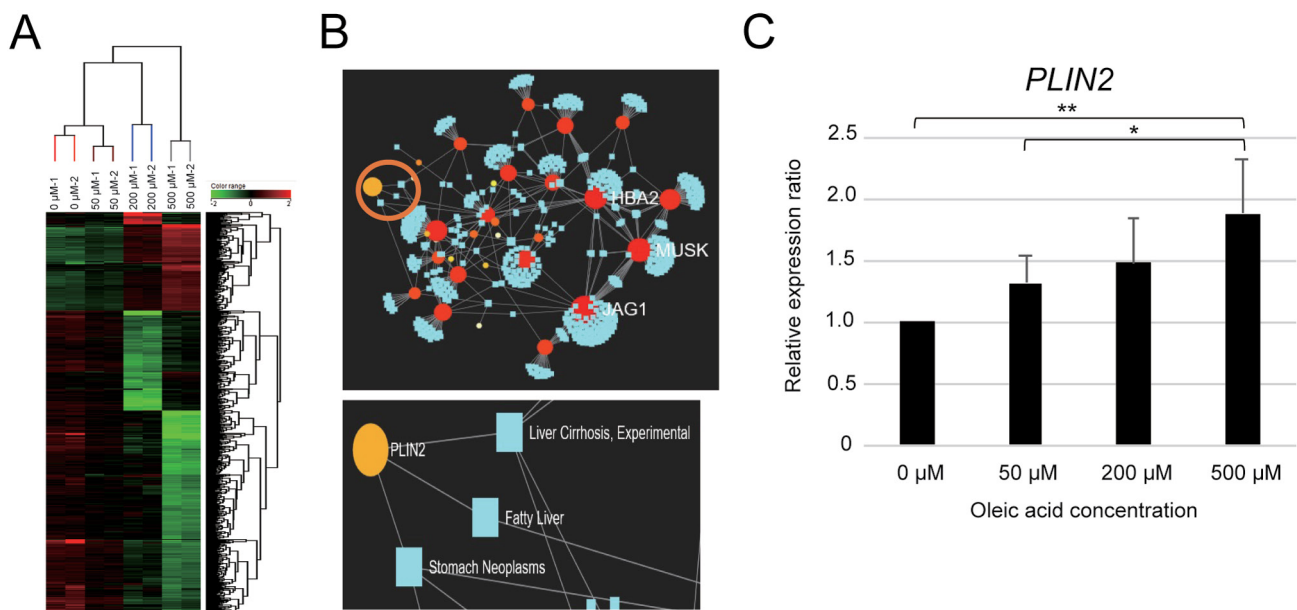 A
0 µM-1
0 µM-2
50 µM-1
50 µM-2
200 µM-1
200 µM-2
500 µM-1
500 µM-2
Color range
-2 0 2
B
HBA2
MUSK
JAG1
PLIN2
Liver Cirrhosis, Experimental
Fatty Liver
Stomach Neoplasms
C
PLIN2
**
*
Relative expression ratio
2.5
2.0
1.5
1.0
0.5
0
0 µM 50 µM 200 µM 500 µM
Oleic acid concentration